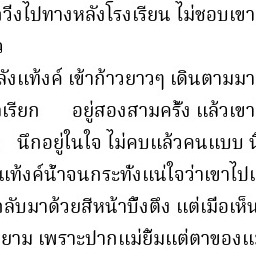 วิ่งไปทางหลังโรงเรียน ไม่ชอบเขา
ลังแท้งค์ เข้าก้าวยาวๆ เดินตามมา
เรียก อยู่สองสามครั้ง แล้วเขา
นึกอยู่ในใจ ไม่คบแล้วคนแบบ
แท้งค์น้ำจนกระทั่งแน่ใจว่าเขาไป
ลับมาด้วยสีหน้าบึ้งตึง แต่เมื่อเห็น
ยาม เพราะปากแม่ยิ้มแต่ตาของแ